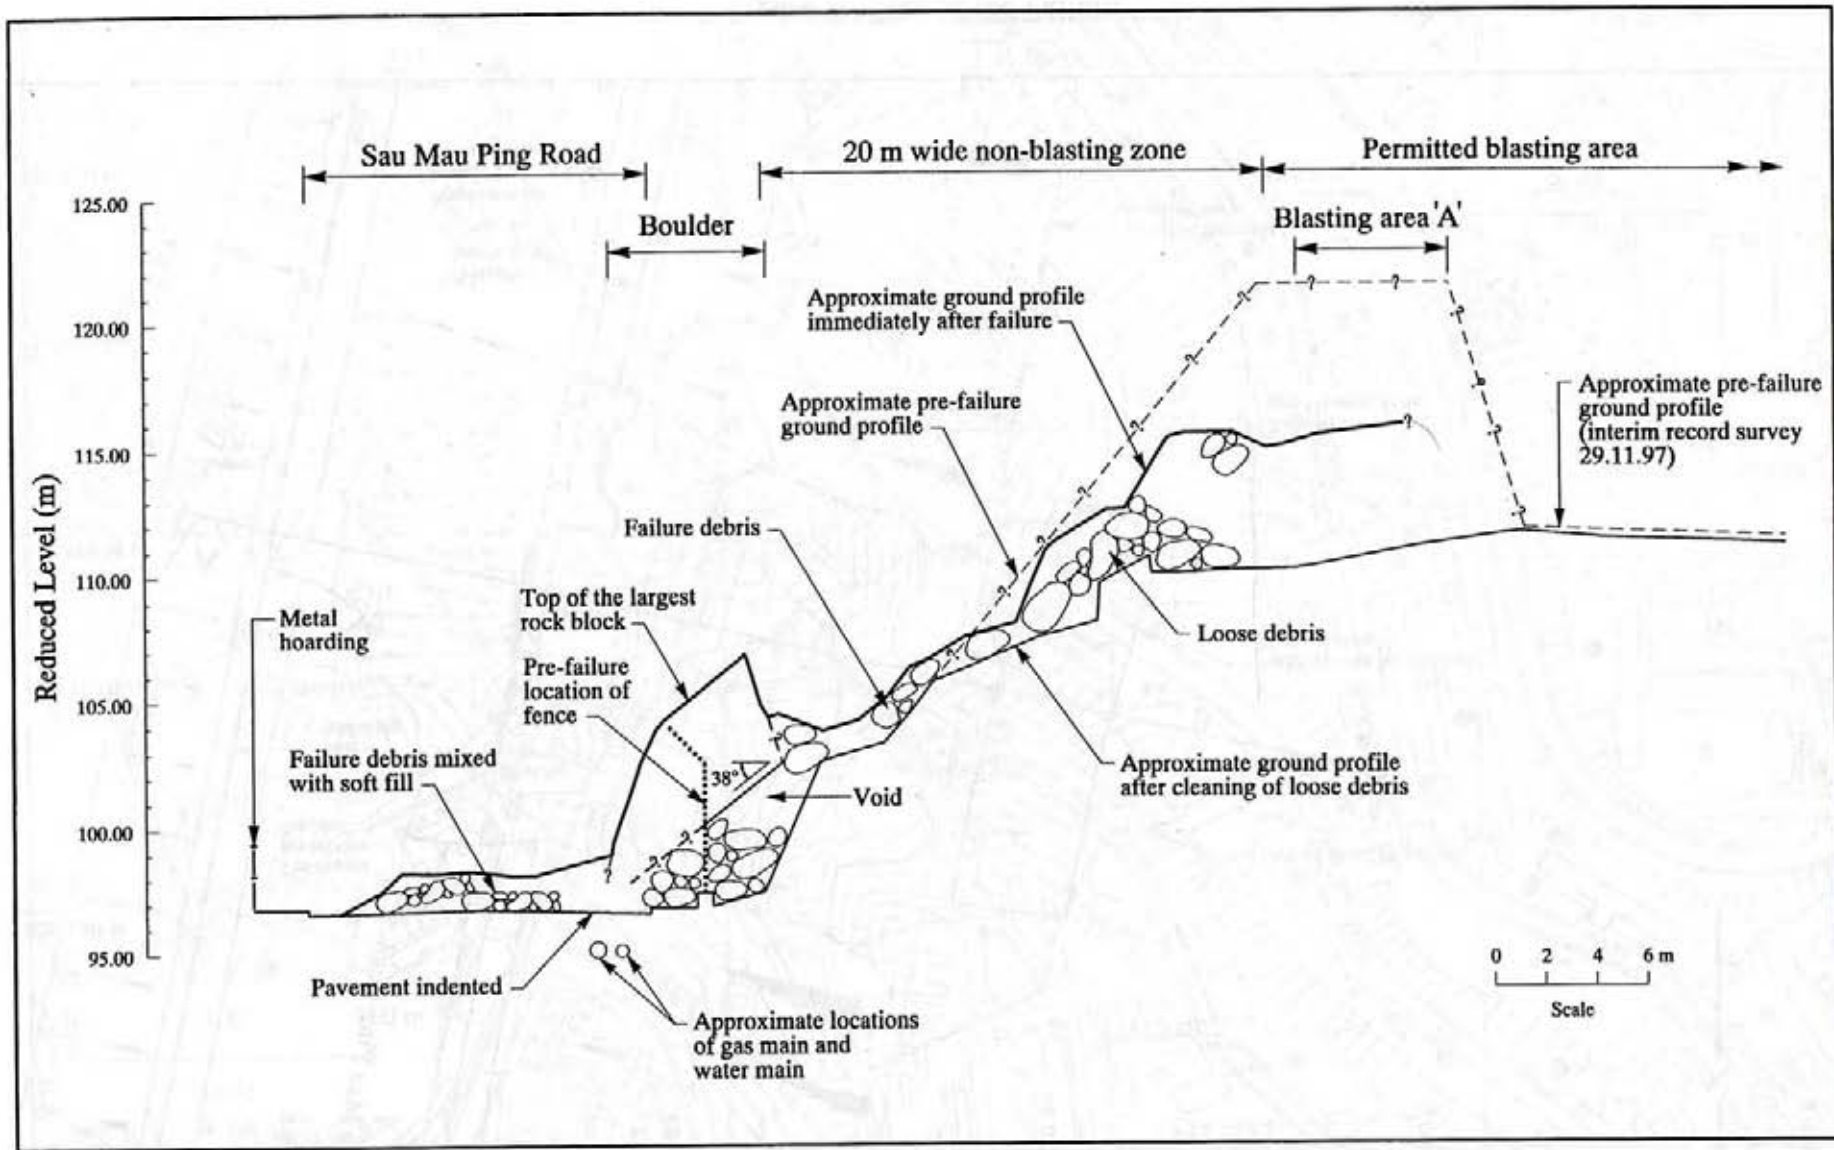 Sau Mau Ping Road
20 m wide non-blasting zone
Permitted blasting area
Boulder
Blasting area 'A'
125.00
120.00
115.00
110.00
105.00
100.00
95.00
Reduced Level (m)
Approximate ground profile
immediately after failure
Approximate pre-failure
ground profile
Approximate pre-failure
ground profile
(interim record survey
29.11.97)
Failure debris
Top of the largest
rock block
Metal
hoarding
Pre-failure
location of
fence
Loose debris
Failure debris mixed
with soft fill
38°
Void
Approximate ground profile
after cleaning of loose debris
Pavement indented
Approximate locations
of gas main and
water main
0 2 4 6 m
Scale
? ? ? ? ? ? ? ? ? ? ? ? ? ? ? ? ? ? ?